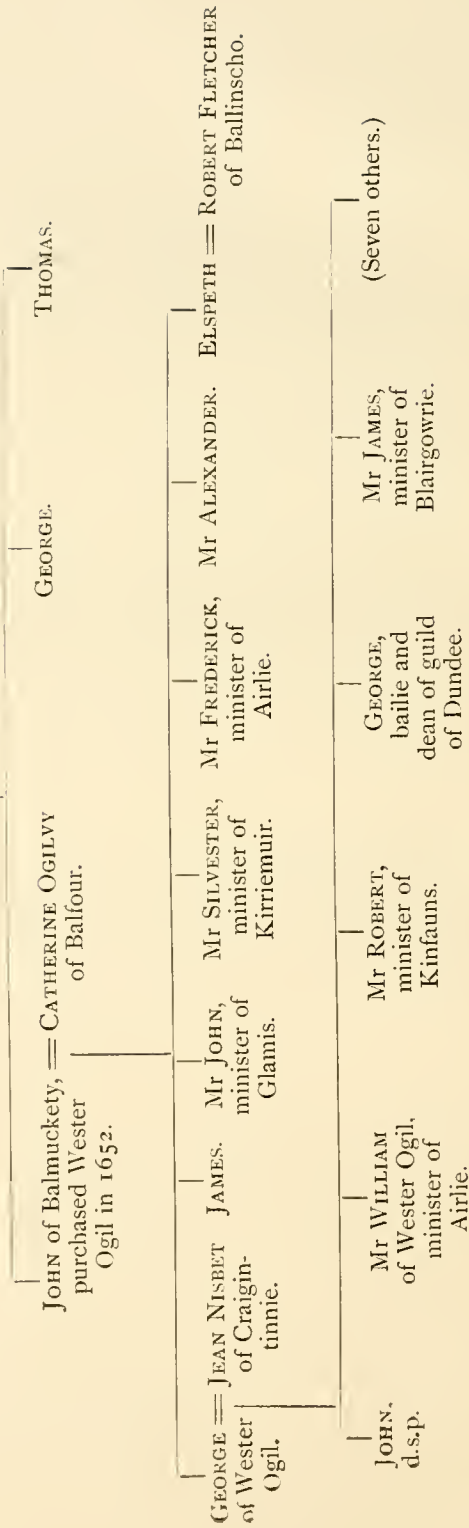 GEORGE.
THOMAS.
JOHN of Balmuckety, == CATHERINE OGILVY
purchased Wester
Ogil in 1652.
of Balfour.
GEORGE == JEAN NISBET
of Wester
Ogil.
of Craigin-
tinnie.
JAMES.
Mr JOHN,
minister of
Glamis.
Mr SILVESTER,
minister of
Kirriemuir.
Mr FREDERICK,
minister of
Airlie.
Mr ALEXANDER.
ELSPETH == ROBERT FLETCHER
of Ballinscho.
JOHN,
d.s.p.
Mr WILLIAM
of Wester Ogil,
minister of
Airlie.
Mr ROBERT,
minister of
Kinfauns.
GEORGE,
bailie and
dean of guild
of Dundee.
Mr JAMES,
minister of
Blairgowrie.
(Seven others.)